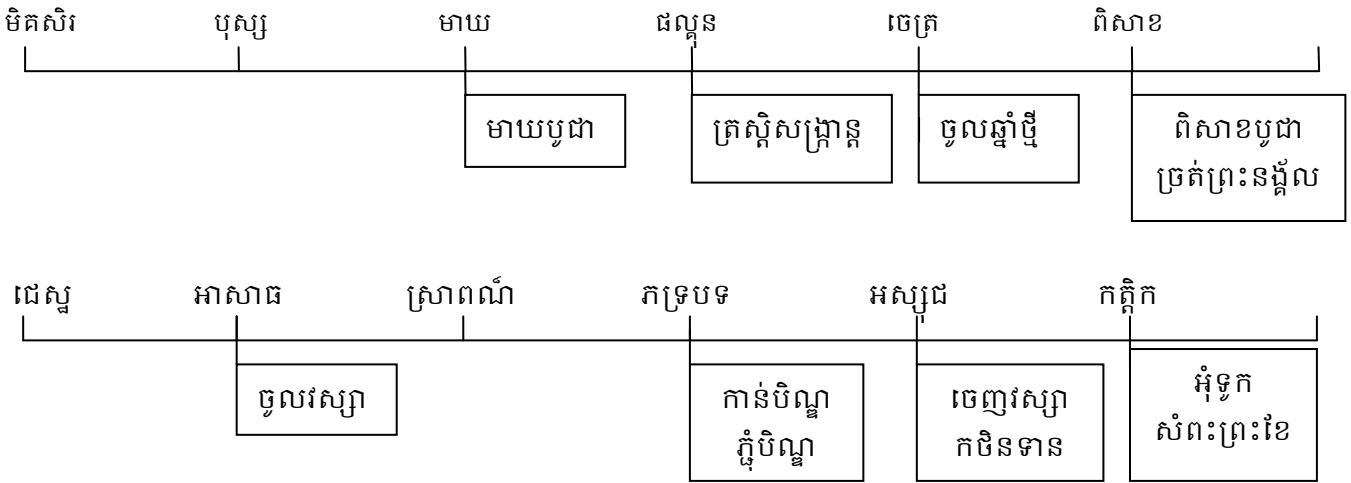 មិគសិរ បុស្ស មាឃ ផល្គុន ចេត្រ ពិសាខ
មាឃបូជា ត្រស្តិសង្ក្រាន្ត ចូលឆ្នាំថ្មី ពិសាខបូជា
ច្រត់ព្រះនង្គ័ល
ជេស្ឋ អាសាធ ស្រាពណ៍ ភទ្របទ អស្សុជ កត្តិក
ចូលវស្សា កាន់បិណ្ឌ ចេញវស្សា អុំទូក
ភ្ជុំបិណ្ឌ កថិនទាន សំពះព្រះខែ